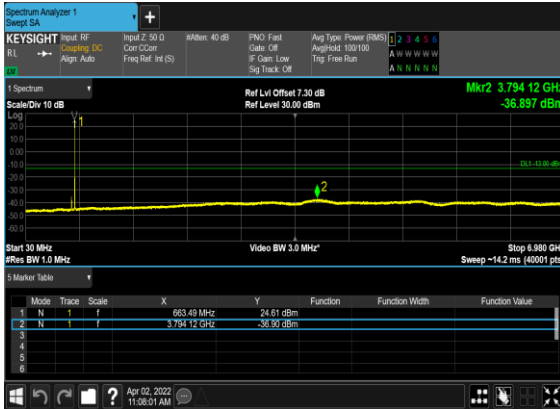 Spectrum Analyzer 1
Swept SA
+
KEYSIGHT Input: RF Input Z: 50 Ω #Atten: 40 dB PNO: Fast Avg Type: Power (RMS) 1 2 3 4 5 6
RL Coupling: DC Corr CCorr Gate: Off Avg|Hold: 100/100 A W W W W W
Align: Auto Freq Ref: Int (S) IF Gain: Low Trig: Free Run
Sig Track: Off A N N N N N
1 Spectrum
Ref Lvl Offset 7.30 dB Mkr2 3.794 12 GHz
Scale/Div 10 dB Ref Level 30.00 dBm -36.897 dBm
Log
20.0
10.0
0.00
-10.0
DL1 -13.00 dBm
-20.0
-30.0
-40.0
-50.0
-60.0
1
2
Start 30 MHz Video BW 3.0 MHz* Stop 6.980 GH
#Res BW 1.0 MHz Sweep ~14.2 ms (40001 pts
5 Marker Table
Mode Trace Scale X Y Function Function Width Function Value
1 N 1 f 663.49 MHz 24.61 dBm
2 N 1 f 3.794 12 GHz -36.90 dBm
3
4
5
6
? Apr 02, 2022
11:08:01 AM